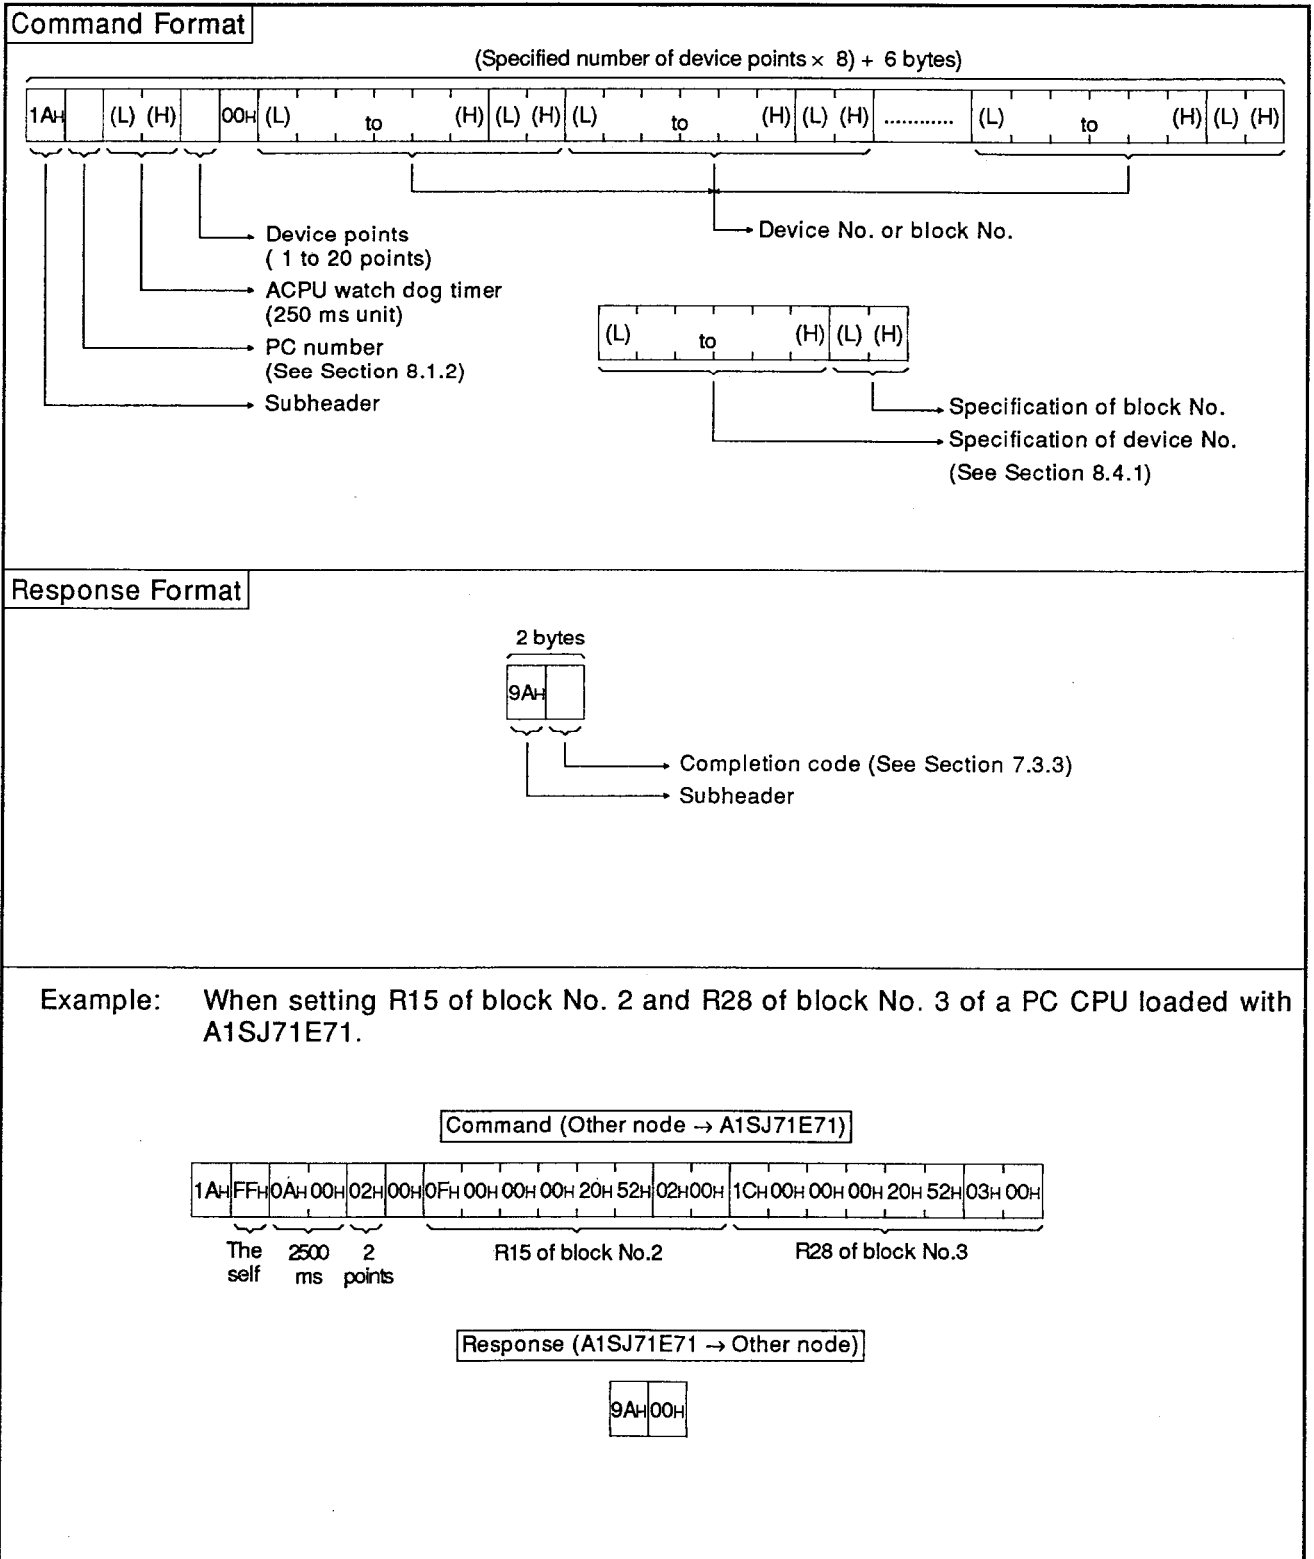 Command Format
(Specified number of device points × 8) + 6 bytes)
1AH (L) (H) 00H (L) to (H) (L) (H) (L) to (H) (L) (H) ............ (L) to (H) (L) (H)
Device No. or block No.
Device points
( 1 to 20 points)
ACPU watch dog timer
(250 ms unit)
PC number
(See Section 8.1.2)
Subheader
(L) to (H) (L) (H)
Specification of block No.
Specification of device No.
(See Section 8.4.1)
Response Format
2 bytes
9AH
Completion code (See Section 7.3.3)
Subheader
Example: When setting R15 of block No. 2 and R28 of block No. 3 of a PC CPU loaded with
A1SJ71E71.
Command (Other node → A1SJ71E71)
1AH FFH 0AH 00H 02H 00H 0FH 00H 00H 00H 20H 52H 02H 00H 1CH 00H 00H 00H 20H 52H 03H 00H
The self
2500 ms
2 points
R15 of block No.2
R28 of block No.3
Response (A1SJ71E71 → Other node)
9AH 00H